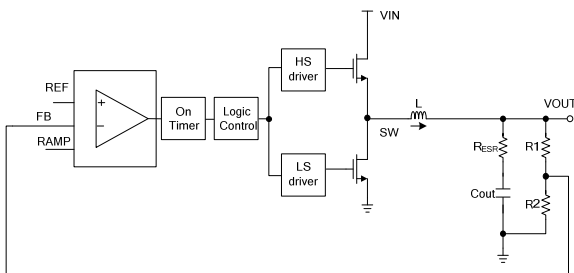 VIN
HS
driver
REF
+
FB
−
RAMP
On
Timer
Logic
Control
L
VOUT
SW
RESR
R1
LS
driver
Cout
R2